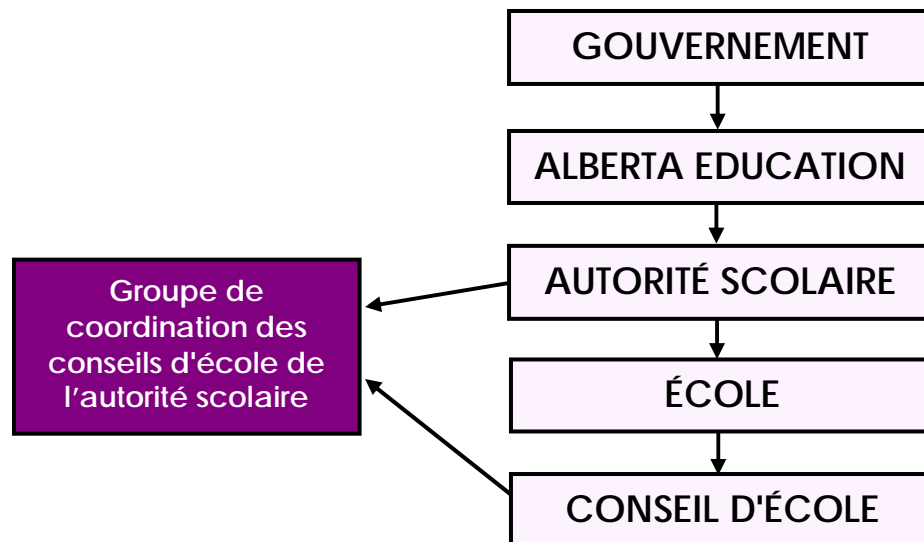 GOUVERNEMENT
ALBERTA EDUCATION
AUTORITÉ SCOLAIRE
Groupe de
coordination des
conseils d'école de
l’autorité scolaire
ÉCOLE
CONSEIL D'ÉCOLE